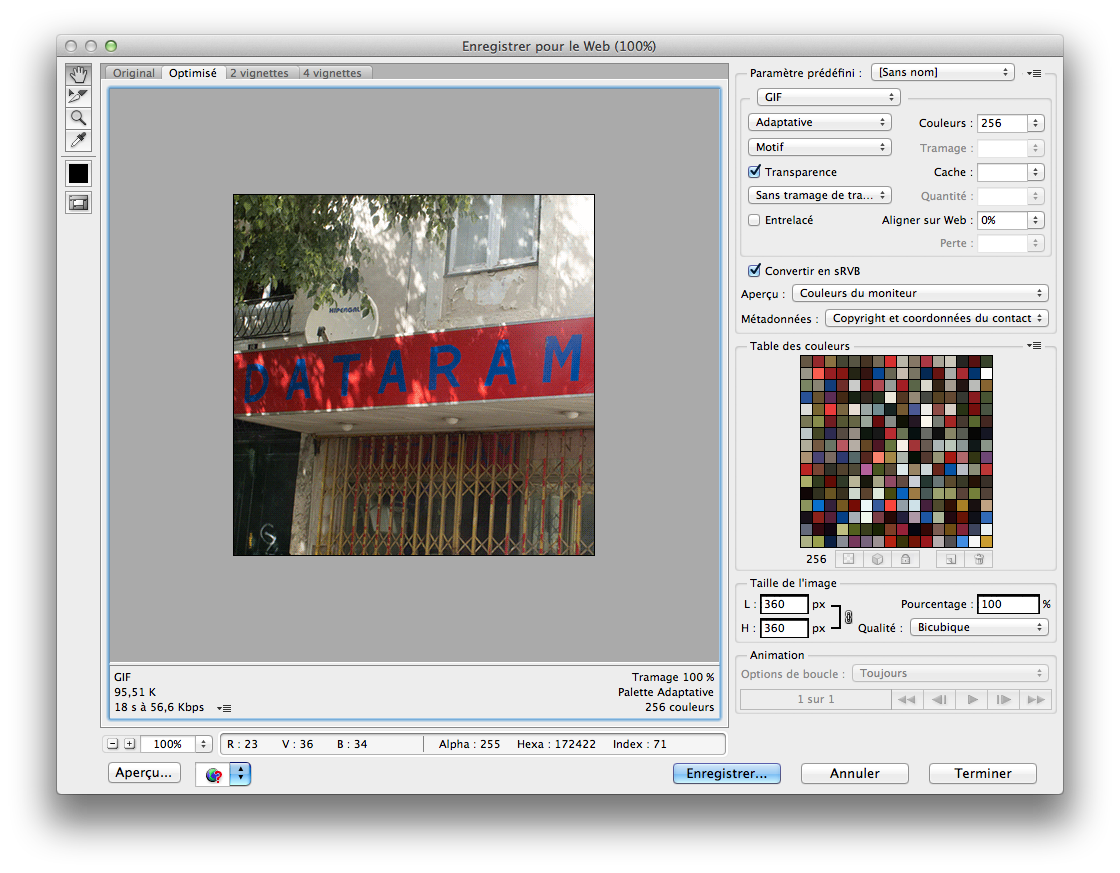 Enregistrer pour le Web (100%)
Original Optimisé 2 vignettes 4 vignettes
Paramètre prédéfini : [Sans nom]
GIF
Adaptative Couleurs : 256
Motif Tramage :
Transparence Cache :
Sans tramage de tra... Quantité :
Entrelacé Aligner sur Web : 0%
Perte :
Convertir en sRVB
Aperçu : Couleurs du moniteur
Métadonnées : Copyright et coordonnées du contact
Table des couleurs
256
Taille de l'image
L : 360 px Pourcentage : 100 %
H : 360 px Qualité : Bicubique
Animation
Options de boucle : Toujours
1 sur 1
DATARAM
GIF Tramage 100 %
95,51 K Palette Adaptative
18 s à 56,6 Kbps 256 couleurs
100% R : 23 V : 36 B : 34 Alpha : 255 Hexa : 172422 Index : 71
Aperçu... Enregistrer... Annuler Terminer